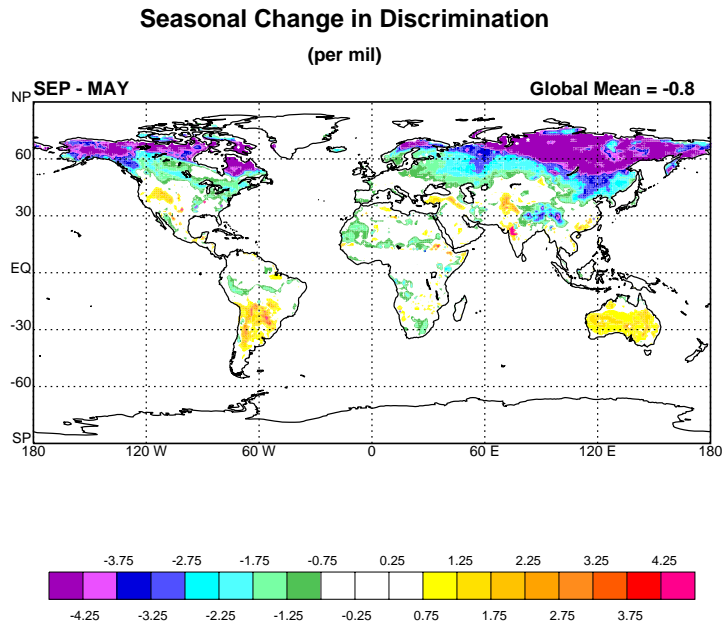 Seasonal Change in Discrimination
(per mil)
SEP - MAY Global Mean = -0.8
NP
60
30
EQ
-30
-60
SP
180 120 W 60 W 0 60 E 120 E 180
-3.75 -2.75 -1.75 -0.75 0.25 1.25 2.25 3.25 4.25
-4.25 -3.25 -2.25 -1.25 -0.25 0.75 1.75 2.75 3.75